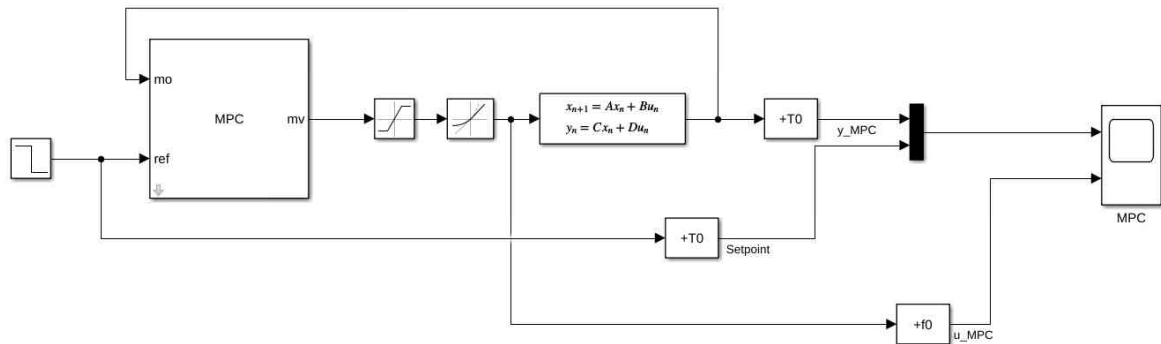 mo
MPC
mv
ref
xₙ₊₁ = Axₙ + Buₙ
yₙ = Cxₙ + Duₙ
+T0
y_MPC
MPC
+T0
Setpoint
+f0
u_MPC